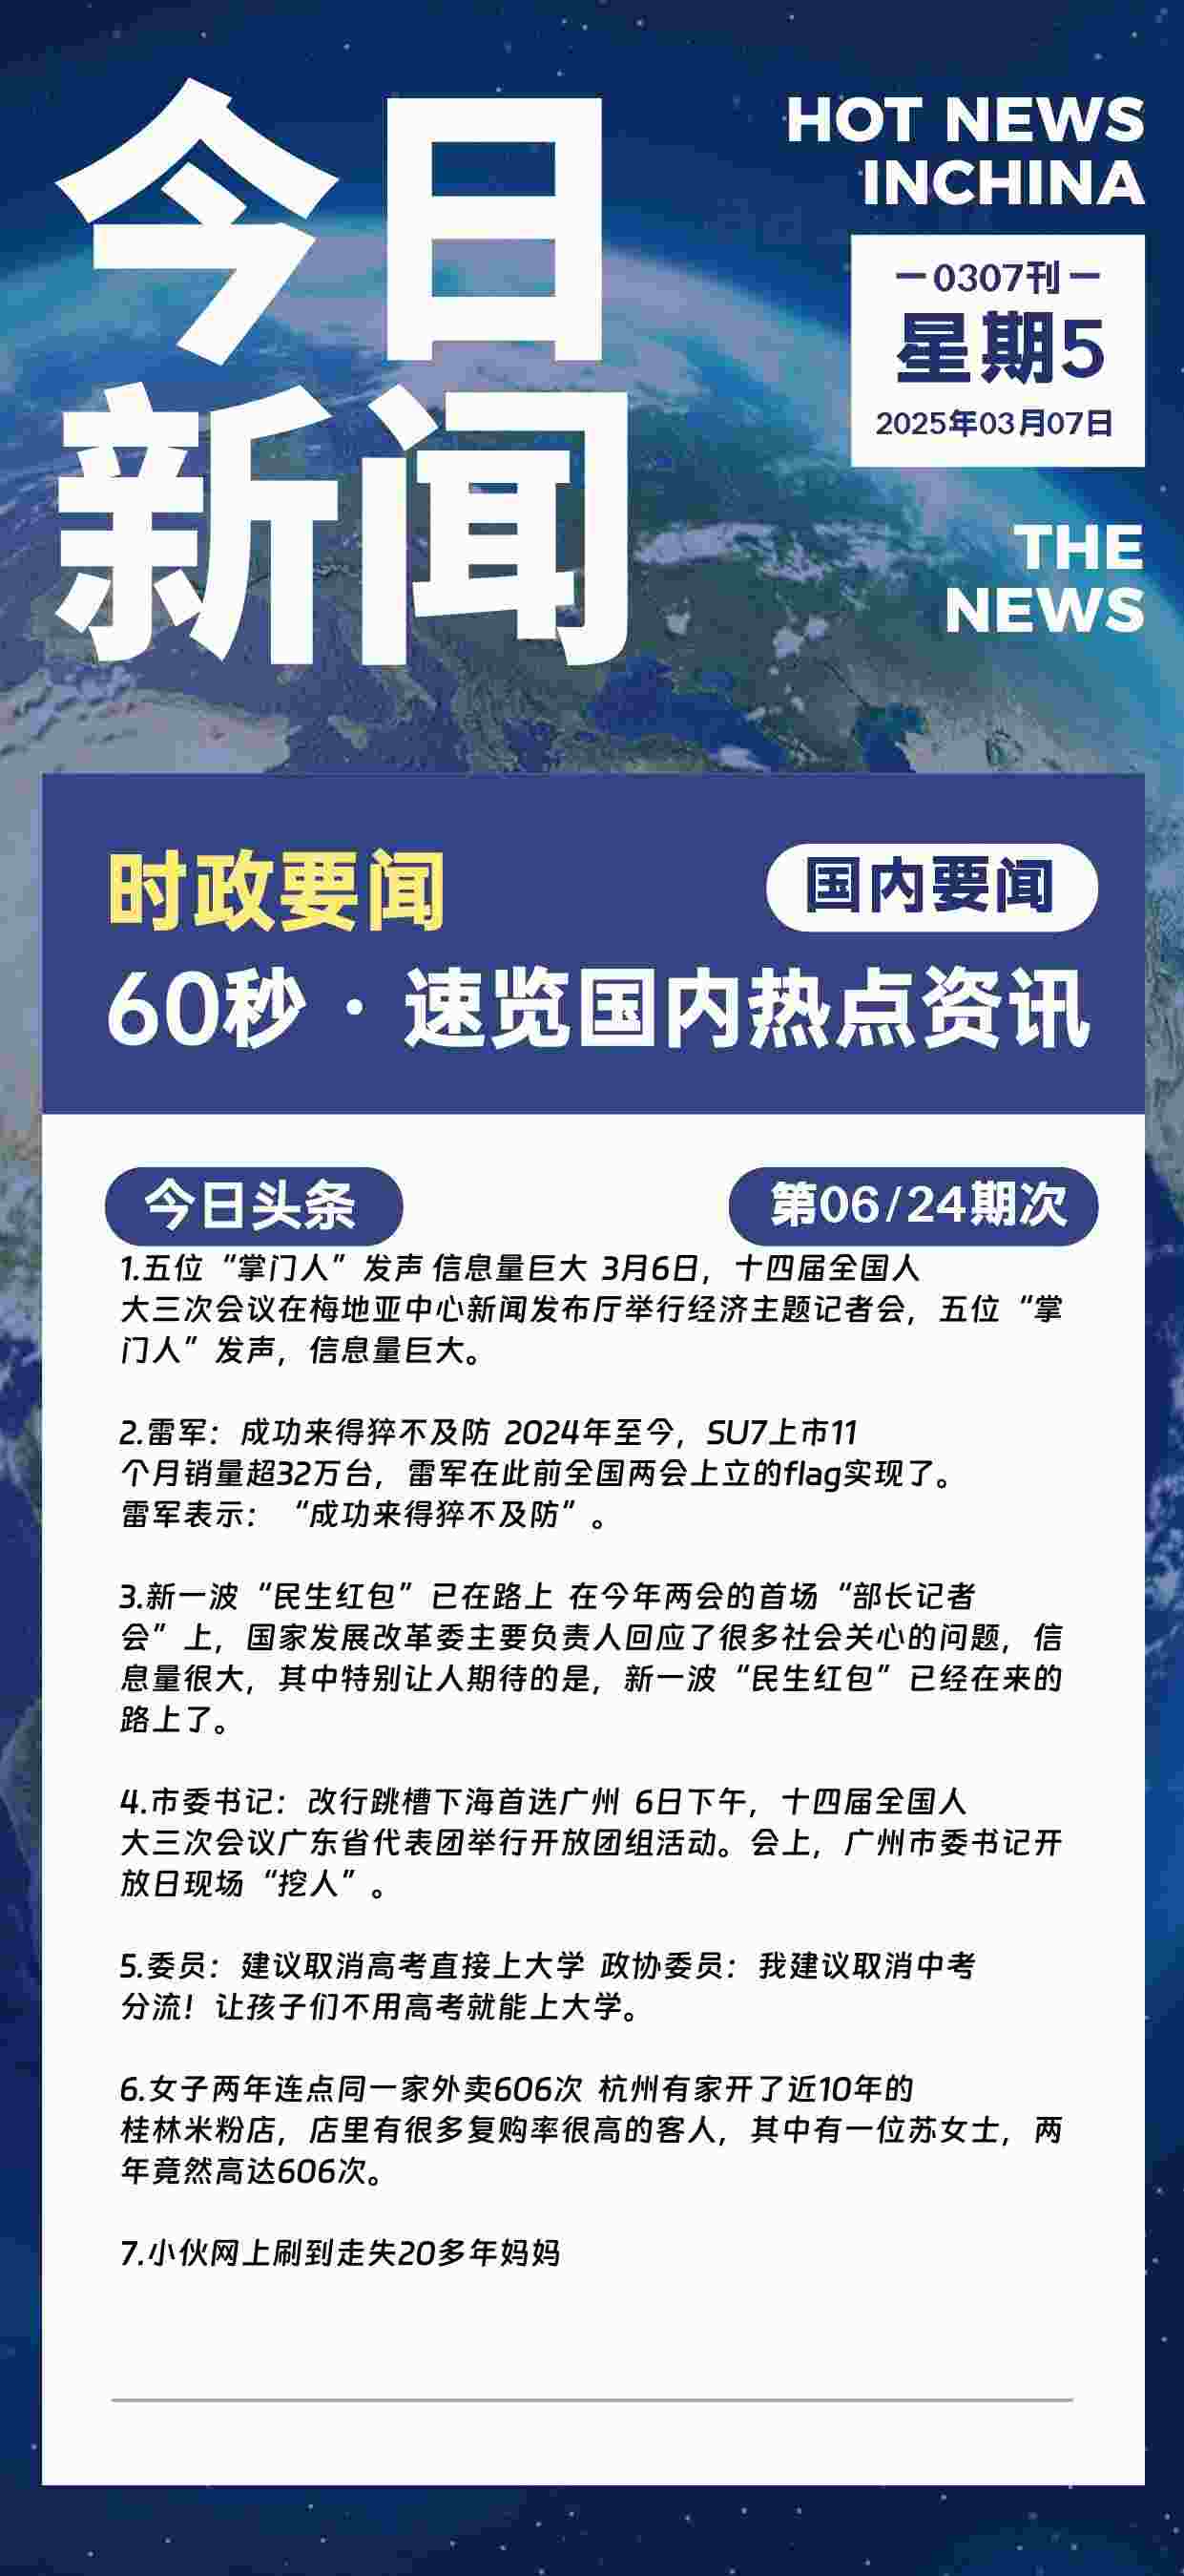 今日
新闻
HOT NEWS
INCHINA
－0307刊－
星期5
2025年03月07日
THE
NEWS
时政要闻
国内要闻
60秒·速览国内热点资讯
今日头条
第06/24期次
1.五位“掌门人”发声 信息量巨大 3月6日，十四届全国人
大三次会议在梅地亚中心新闻发布厅举行经济主题记者会，五位“掌
门人”发声，信息量巨大。
2.雷军：成功来得猝不及防 2024年至今，SU7上市11
个月销量超32万台，雷军在此前全国两会上立的flag实现了。
雷军表示：“成功来得猝不及防”。
3.新一波“民生红包”已在路上 在今年两会的首场“部长记者
会”上，国家发展改革委主要负责人回应了很多社会关心的问题，信
息量很大，其中特别让人期待的是，新一波“民生红包”已经在来的
路上了。
4.市委书记：改行跳槽下海首选广州 6日下午，十四届全国人
大三次会议广东省代表团举行开放团组活动。会上，广州市委书记开
放日现场“挖人”。
5.委员：建议取消高考直接上大学 政协委员：我建议取消中考
分流！让孩子们不用高考就能上大学。
6.女子两年连点同一家外卖606次 杭州有家开了近10年的
桂林米粉店，店里有很多复购率很高的客人，其中有一位苏女士，两
年竟然高达606次。
7.小伙网上刷到走失20多年妈妈